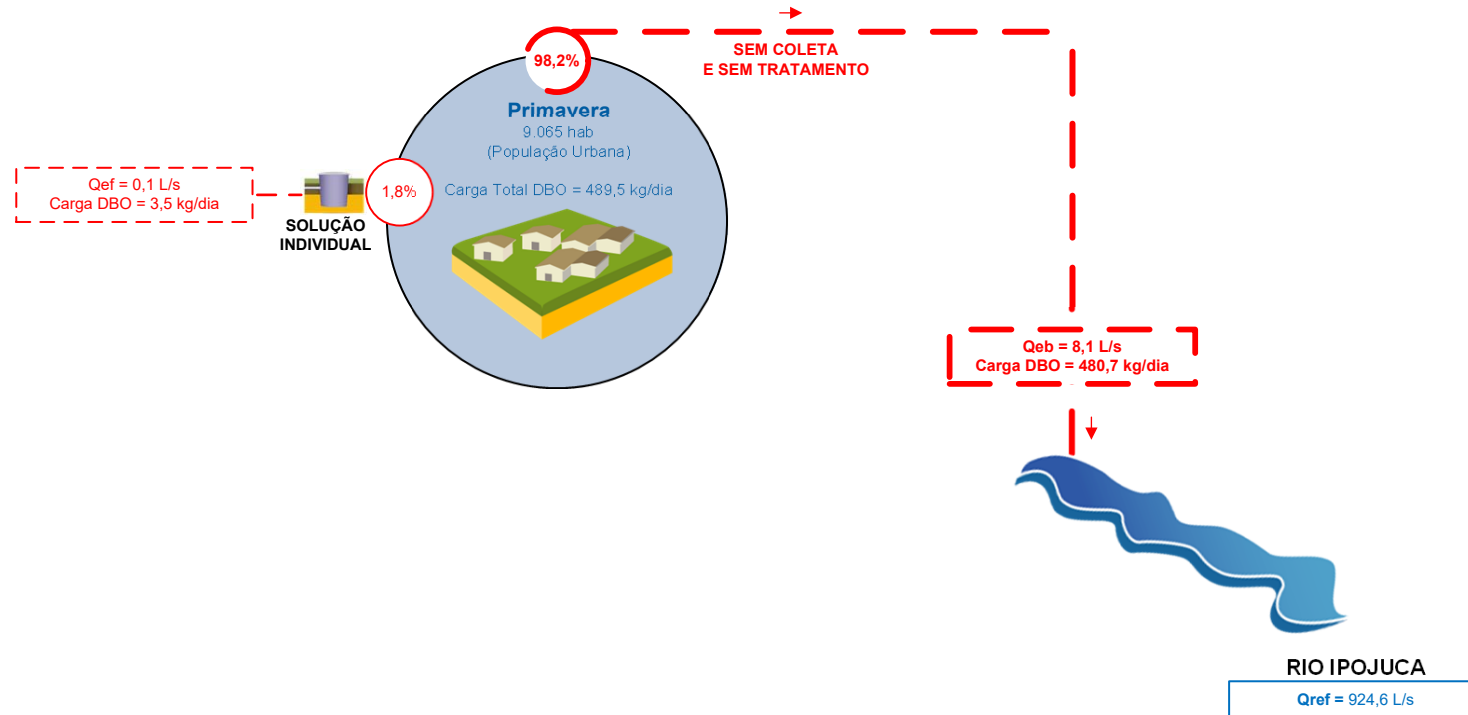 98,2%
SEM COLETA
E SEM TRATAMENTO
Primavera
9.065 hab
(População Urbana)
Carga Total DBO = 489,5 kg/dia
1,8%
SOLUÇÃO
INDIVIDUAL
Qef = 0,1 L/s
Carga DBO = 3,5 kg/dia
Qeb = 8,1 L/s
Carga DBO = 480,7 kg/dia
RIO IPOJUCA
Qref = 924,6 L/s